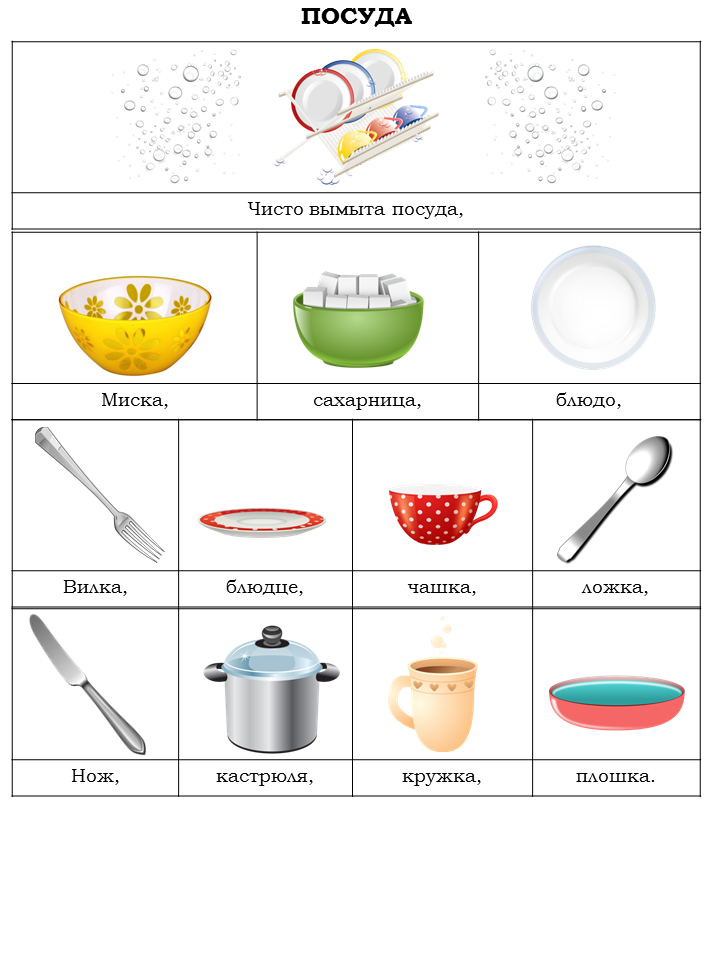 ПОСУДА
Чисто вымыта посуда,
Миска, сахарница, блюдо,
Вилка, блюдце, чашка, ложка,
Нож, кастрюля, кружка, плошка.